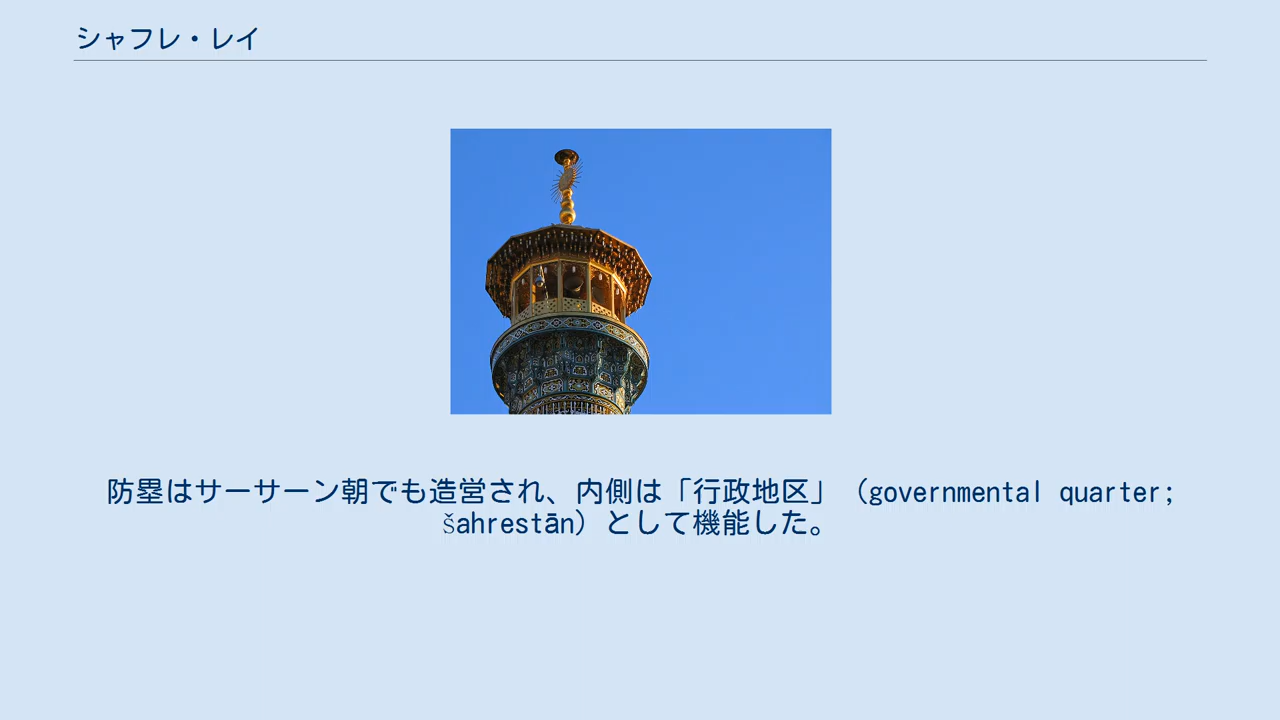 シャフレ・レイ
防塁はサーサーン朝でも造営され、内側は「行政地区」（governmental quarter;
šahrestān）として機能した。